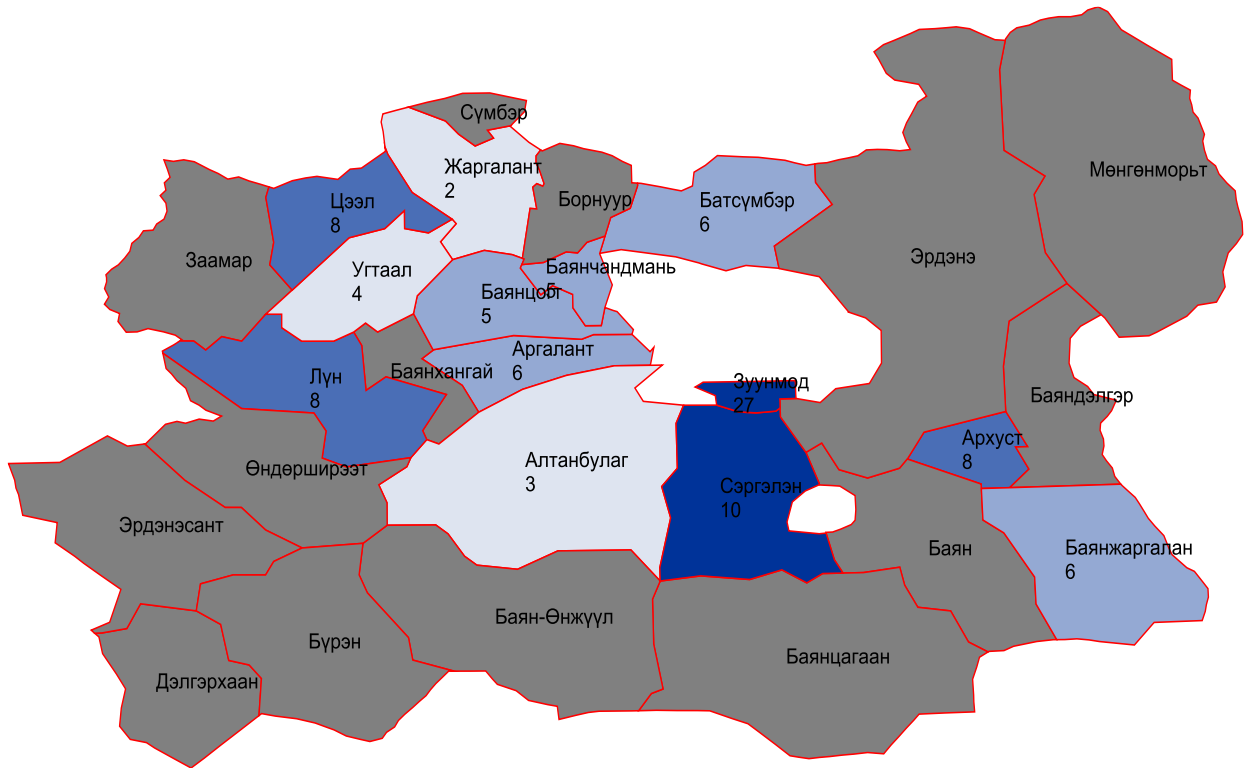 Сүмбэр
Жаргалант
2
Мөнгөнморьт
Цээл
8
Борнуур
Батсүмбэр
6
Заамар
Угтаал
4
Эрдэнэ
Баянчандмань
5
Баянцогт
5
Аргалант
6
Баянхангай
Лүн
8
Зуунмод
27
Баяндэлгэр
Архуст
8
Өндөрширээт
Алтанбулаг
3
Сэргэлэн
10
Эрдэнэсант
Баян
Баянжаргалан
6
Баян-Өнжүүл
Бүрэн
Баянцагаан
Дэлгэрхаан